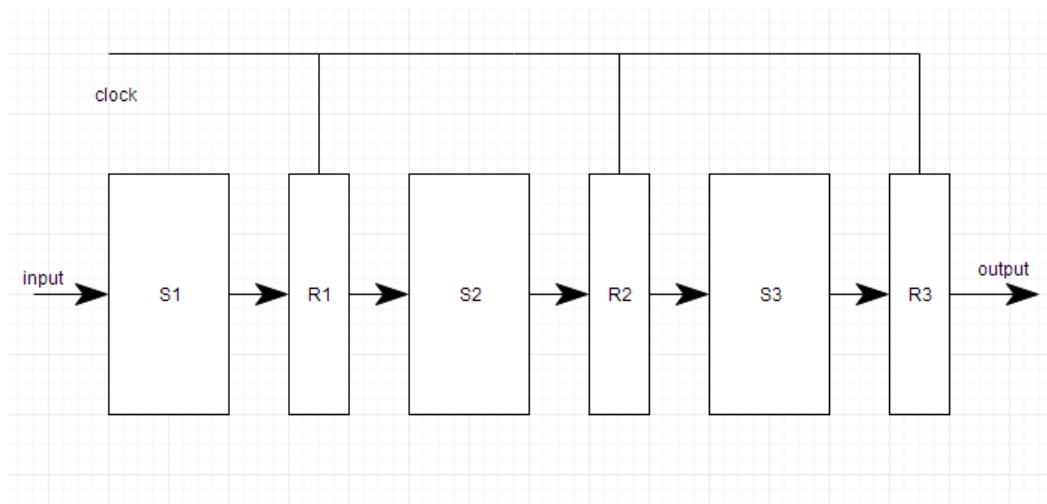 clock
input
S1
R1
S2
R2
S3
R3
output